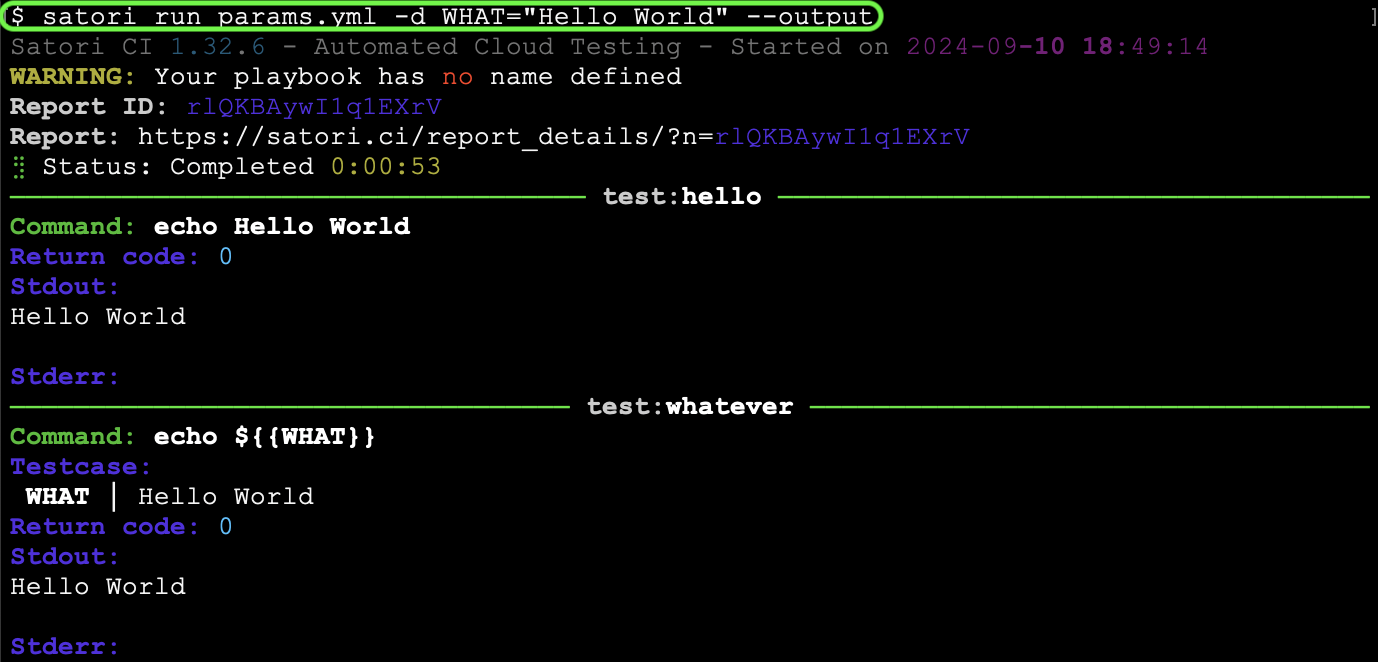 $ satori run params.yml -d WHAT="Hello World" --output
Satori CI 1.32.6 - Automated Cloud Testing - Started on 2024-09-10 18:49:14
WARNING: Your playbook has no name defined
Report ID: rlQKBAywI1q1EXrV
Report: https://satori.ci/report_details/?n=rlQKBAywI1q1EXrV
⣾ Status: Completed 0:00:53
test:hello
Command: echo Hello World
Return code: 0
Stdout:
Hello World
Stderr:
test:whatever
Command: echo ${{WHAT}}
Testcase:
WHAT │ Hello World
Return code: 0
Stdout:
Hello World
Stderr: